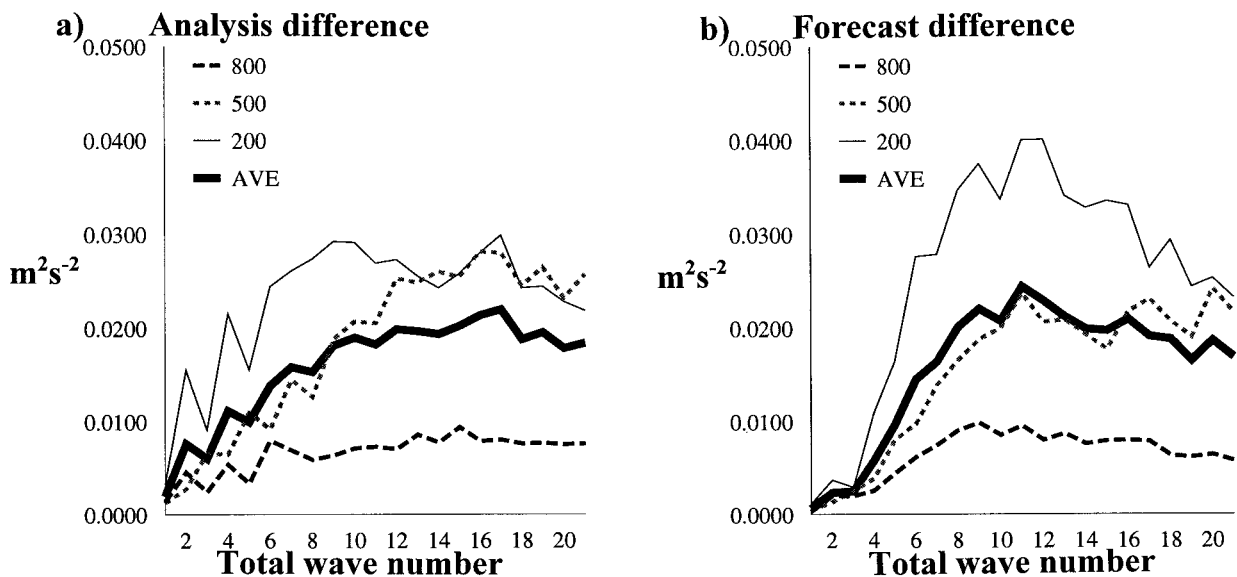 a) Analysis difference
0.0500
0.0400
0.0300
0.0200
0.0100
0.0000
m²s⁻²
800
500
200
AVE
2 4 6 8 10 12 14 16 18 20
Total wave number
b) Forecast difference
0.0500
0.0400
0.0300
0.0200
0.0100
0.0000
m²s⁻²
800
500
200
AVE
2 4 6 8 10 12 14 16 18 20
Total wave number